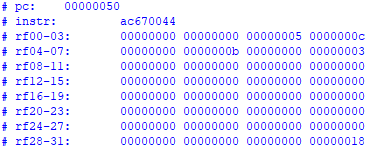 # pc:    00000050
# instr:       ac670044
# rf00-03:       00000000 00000000 00000005 0000000c
# rf04-07:       00000000 0000000b 00000000 00000003
# rf08-11:       00000000 00000000 00000000 00000000
# rf12-15:       00000000 00000000 00000000 00000000
# rf16-19:       00000000 00000000 00000000 00000000
# rf20-23:       00000000 00000000 00000000 00000000
# rf24-27:       00000000 00000000 00000000 00000000
# rf28-31:       00000000 00000000 00000000 00000018